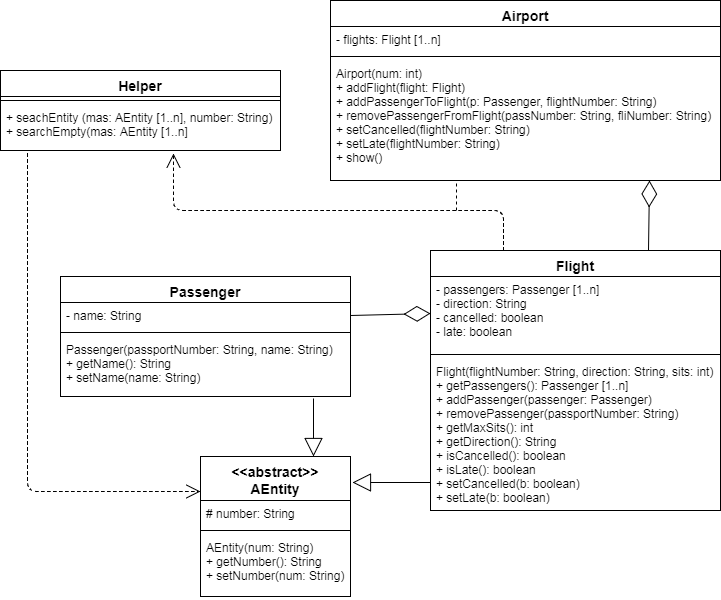 Airport
- flights: Flight [1..n]
Airport(num: int)
+ addFlight(flight: Flight)
+ addPassengerToFlight(p: Passenger, flightNumber: String)
+ removePassengerFromFlight(passNumber: String, fliNumber: String)
+ setCancelled(flightNumber: String)
+ setLate(flightNumber: String)
+ show()
Helper
+ seachEntity (mas: AEntity [1..n], number: String)
+ searchEmpty(mas: AEntity [1..n]
Passenger
- name: String
Passenger(passportNumber: String, name: String)
+ getName(): String
+ setName(name: String)
Flight
- passengers: Passenger [1..n]
- direction: String
- cancelled: boolean
- late: boolean
Flight(flightNumber: String, direction: String, sits: int)
+ getPassengers(): Passenger [1..n]
+ addPassenger(passenger: Passenger)
+ removePassenger(passportNumber: String)
+ getMaxSits(): int
+ getDirection(): String
+ isCancelled(): boolean
+ isLate(): boolean
+ setCancelled(b: boolean)
+ setLate(b: boolean)
<<abstract>>
AEntity
# number: String
AEntity(num: String)
+ getNumber(): String
+ setNumber(num: String)